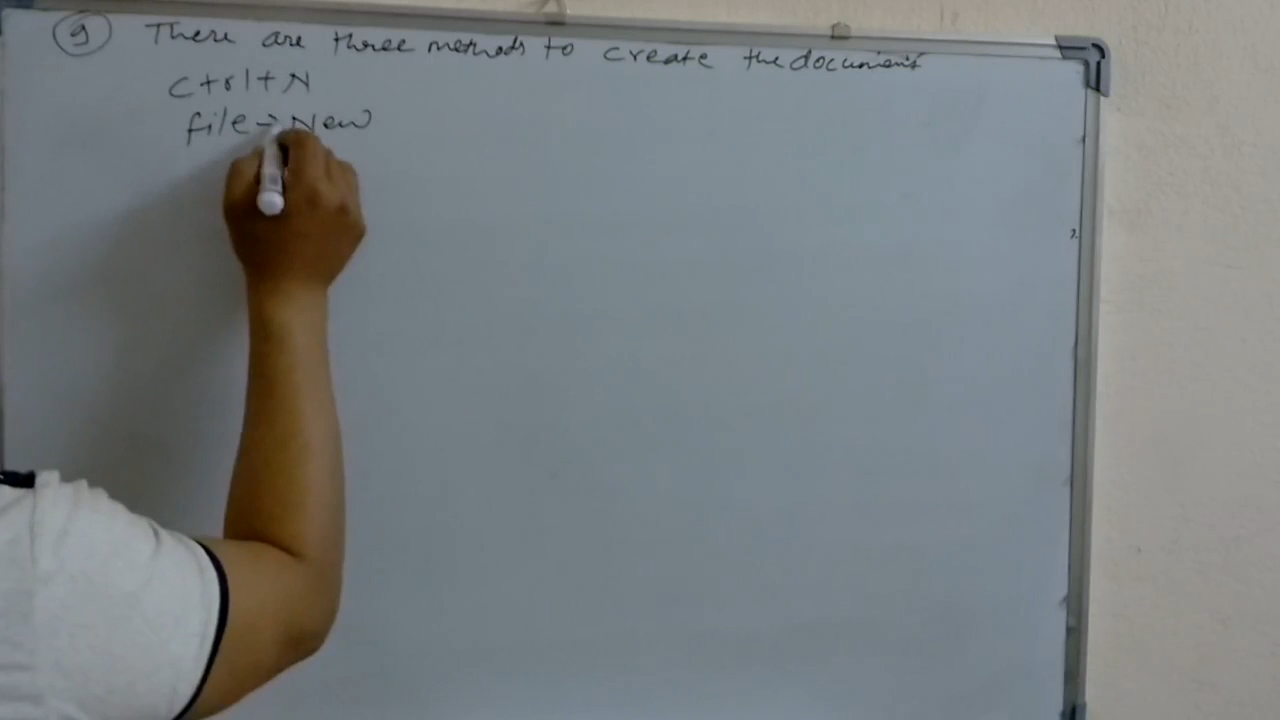 9 There are three methods to create the document
Ctrl+N
file → New